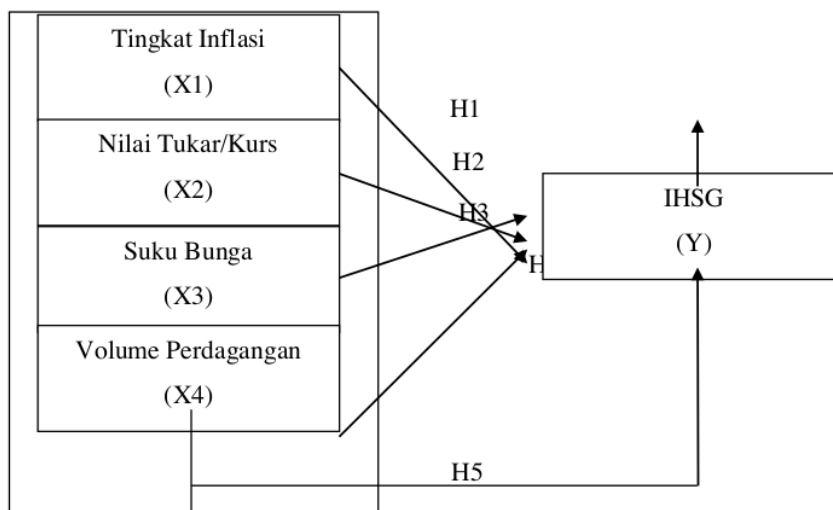 Tingkat Inflasi
(X1)
Nilai Tukar/Kurs
(X2)
Suku Bunga
(X3)
Volume Perdagangan
(X4)
H1
H2
H3
H
H5
IHSG
(Y)